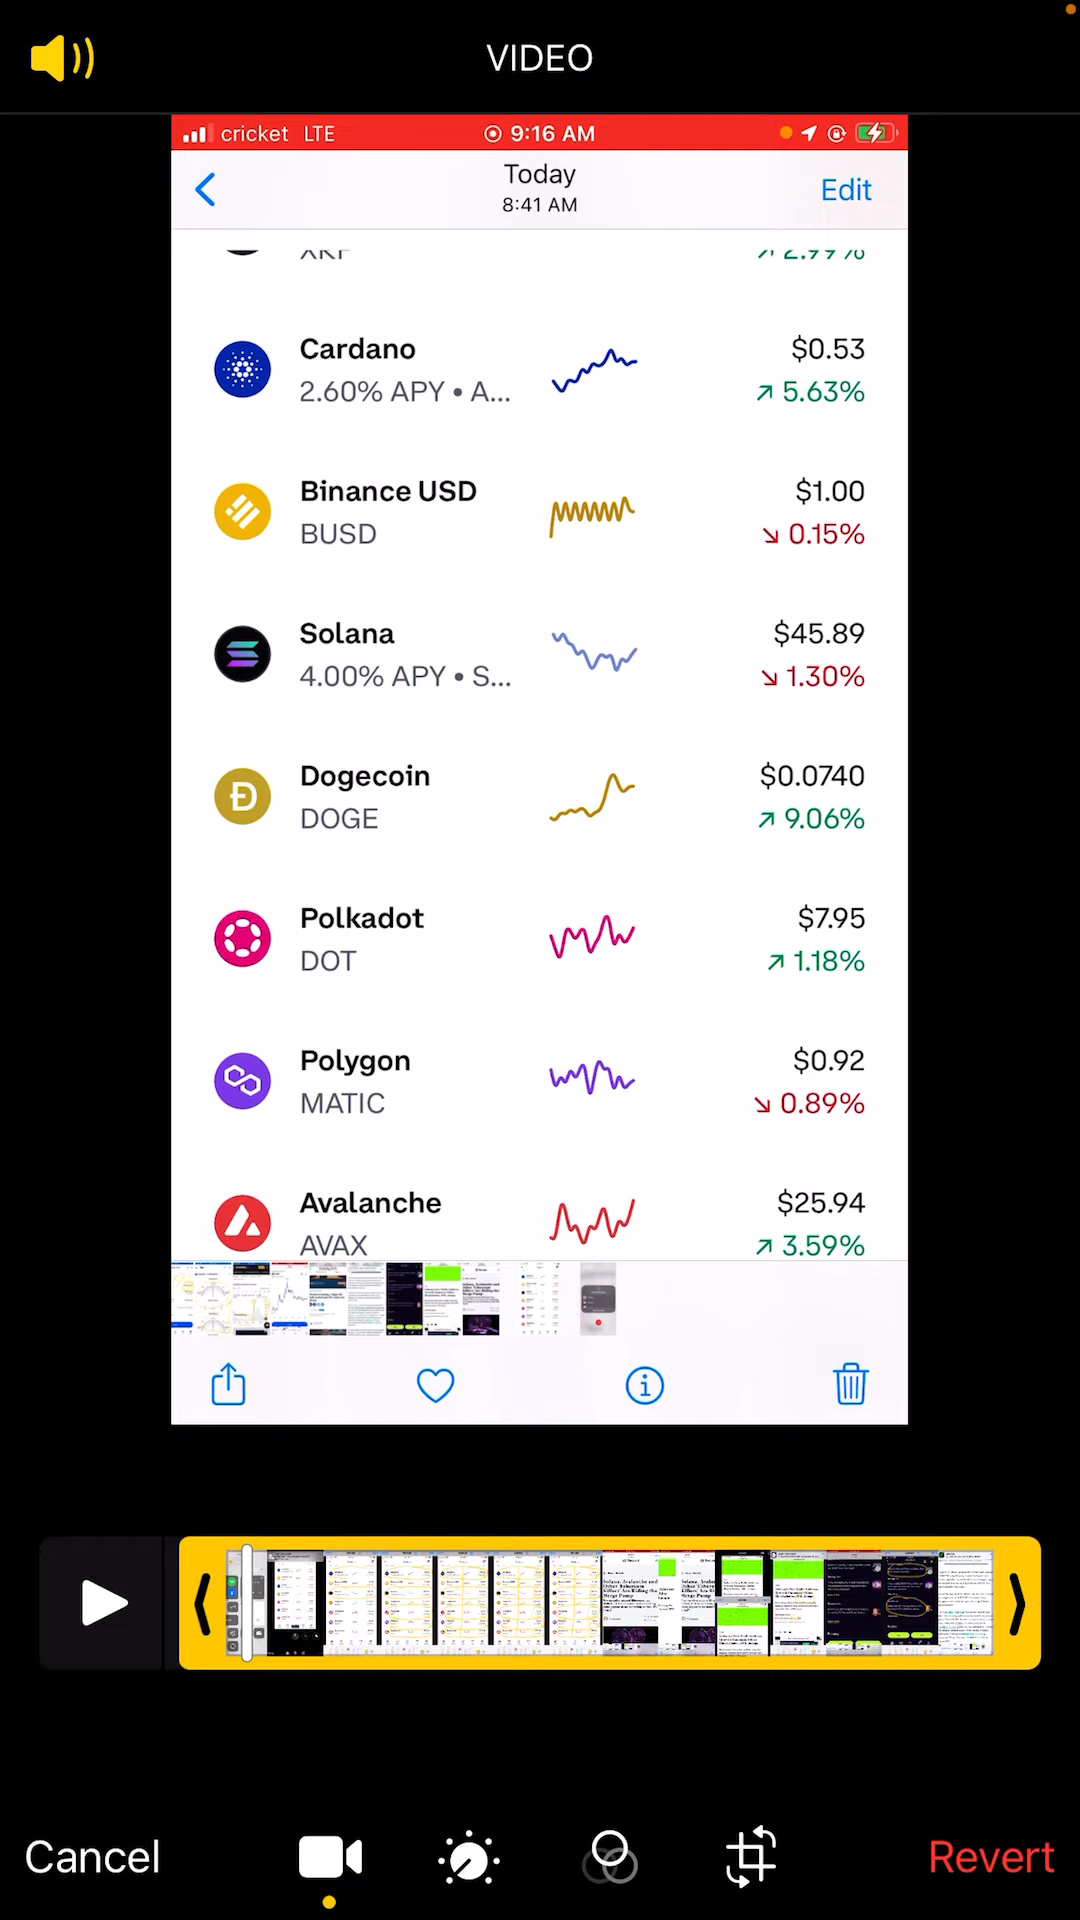 VIDEO
cricket LTE
9:16 AM
Today
8:41 AM
Edit
XRP
↗ 2.99%
Cardano
$0.53
2.60% APY • A...
↗ 5.63%
Binance USD
$1.00
BUSD
↘ 0.15%
Solana
$45.89
4.00% APY • S...
↘ 1.30%
Dogecoin
$0.0740
DOGE
↗ 9.06%
Polkadot
$7.95
DOT
↗ 1.18%
Polygon
$0.92
MATIC
↘ 0.89%
Avalanche
$25.94
AVAX
↗ 3.59%
Cancel
Revert